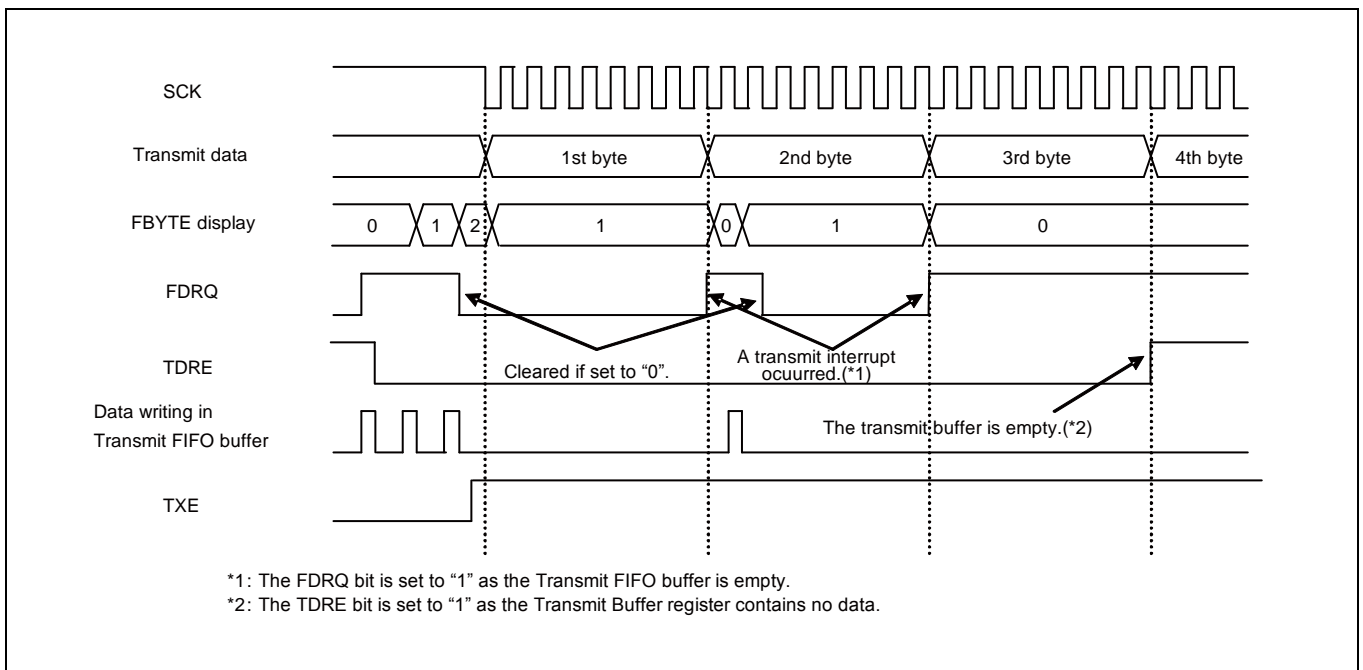 SCK
Transmit data
1st byte
2nd byte
3rd byte
4th byte
FBYTE display
0
1
2
1
0
1
0
FDRQ
TDRE
Cleared if set to “0”.
A transmit interrupt
ocuurred.(*1)
Data writing in
Transmit FIFO buffer
The transmit buffer is empty.(*2)
TXE
*1: The FDRQ bit is set to “1” as the Transmit FIFO buffer is empty.
*2: The TDRE bit is set to “1” as the Transmit Buffer register contains no data.